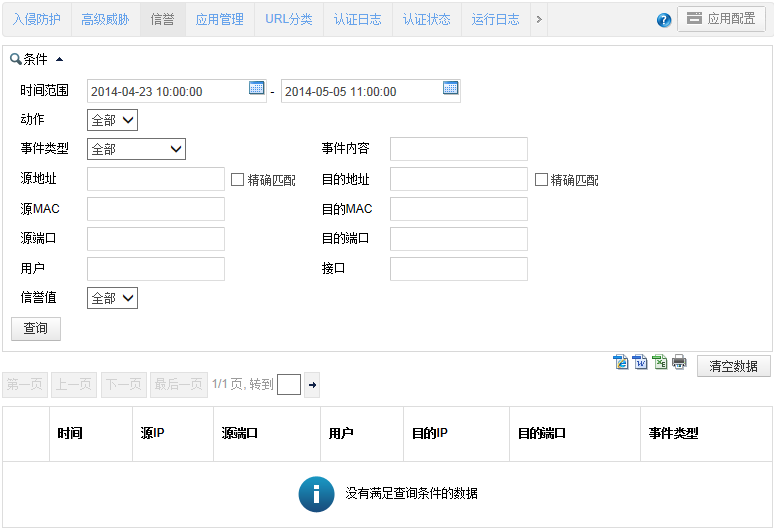 入侵防护 高级威胁 信誉 应用管理 URL分类 认证日志 认证状态 运行日志 > ? 应用配置
条件
时间范围 2014-04-23 10:00:00 - 2014-05-05 11:00:00
动作 全部
事件类型 全部 事件内容
源地址 精确匹配 目的地址 精确匹配
源MAC 目的MAC
源端口 目的端口
用户 接口
信誉值 全部
查询
清空数据
第一页 上一页 下一页 最后一页 1/1 页, 转到
时间 源IP 源端口 用户 目的IP 目的端口 事件类型
没有满足查询条件的数据